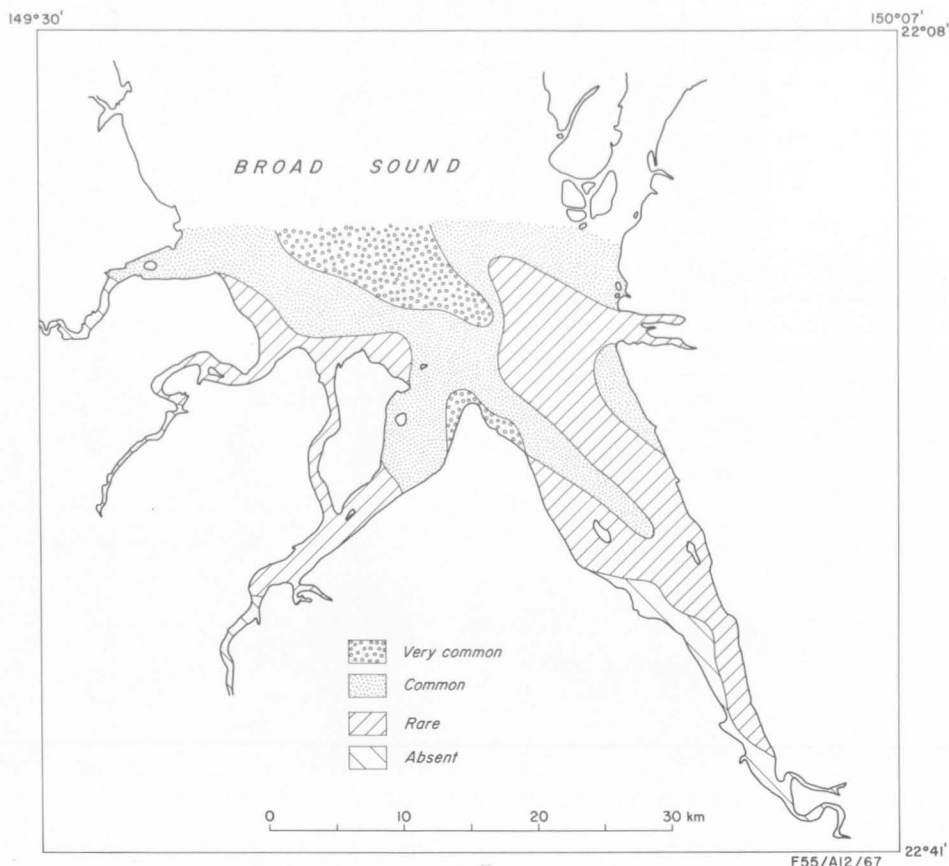 149°30'
150°07'
22°08'
BROAD SOUND
Very common
Common
Rare
Absent
0 10 20 30 km
22°41'
F55/A12/67